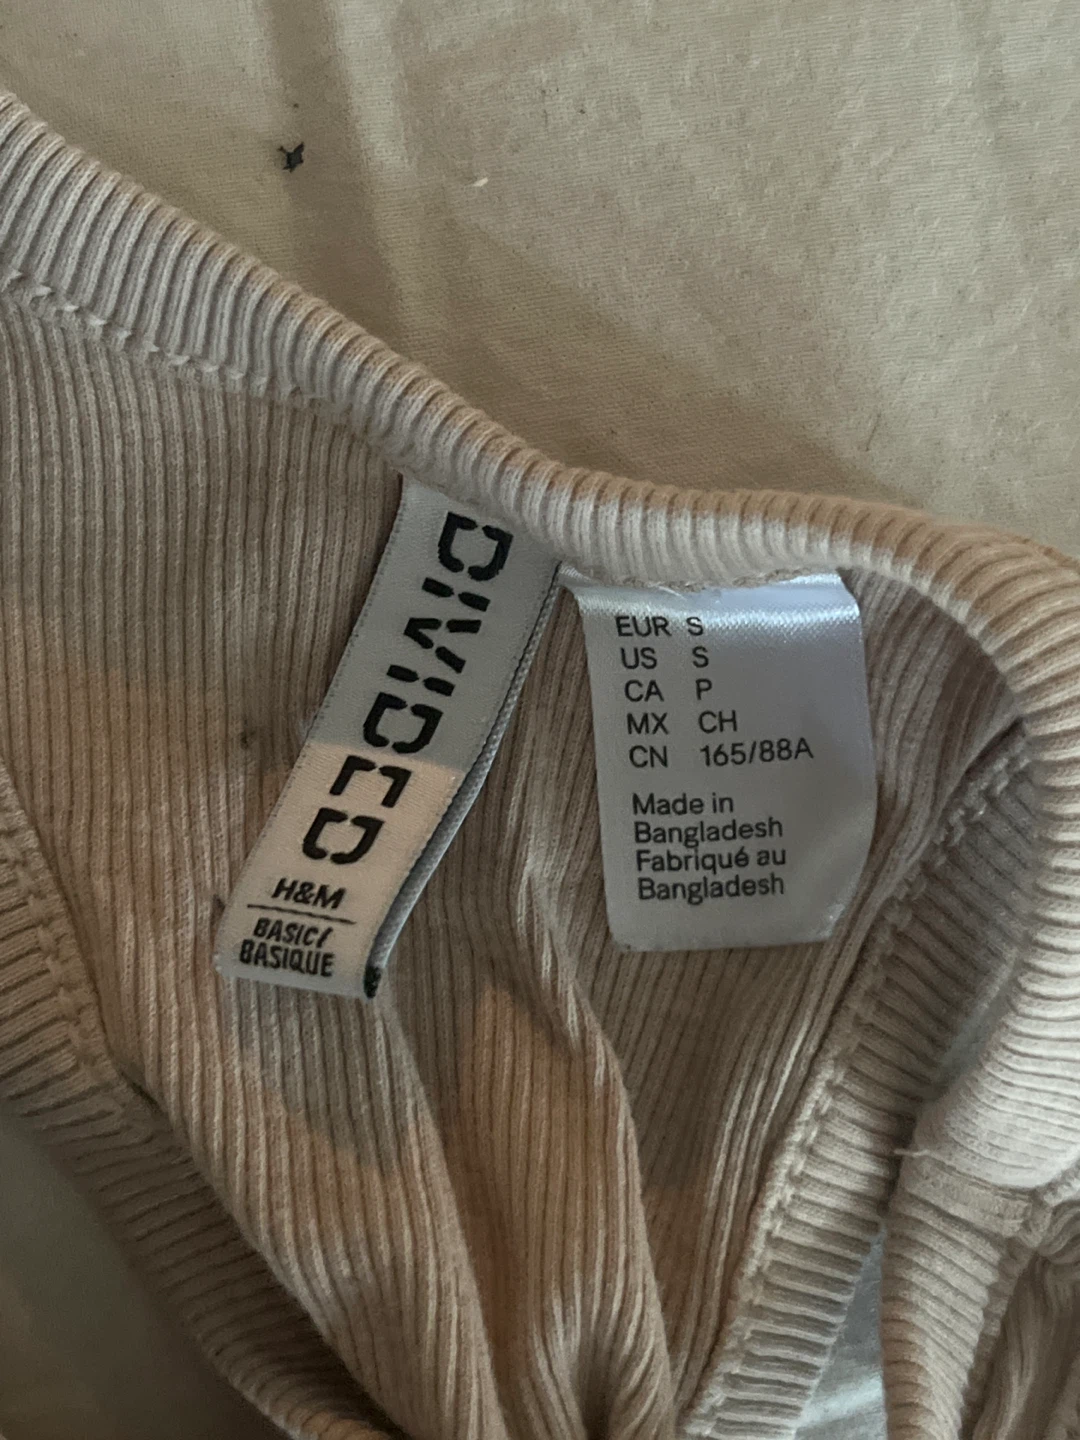 DIVIDED
H&M
BASIC/
BASIQUE
EUR S
US S
CA P
MX CH
CN 165/88A
Made in
Bangladesh
Fabriqué au
Bangladesh